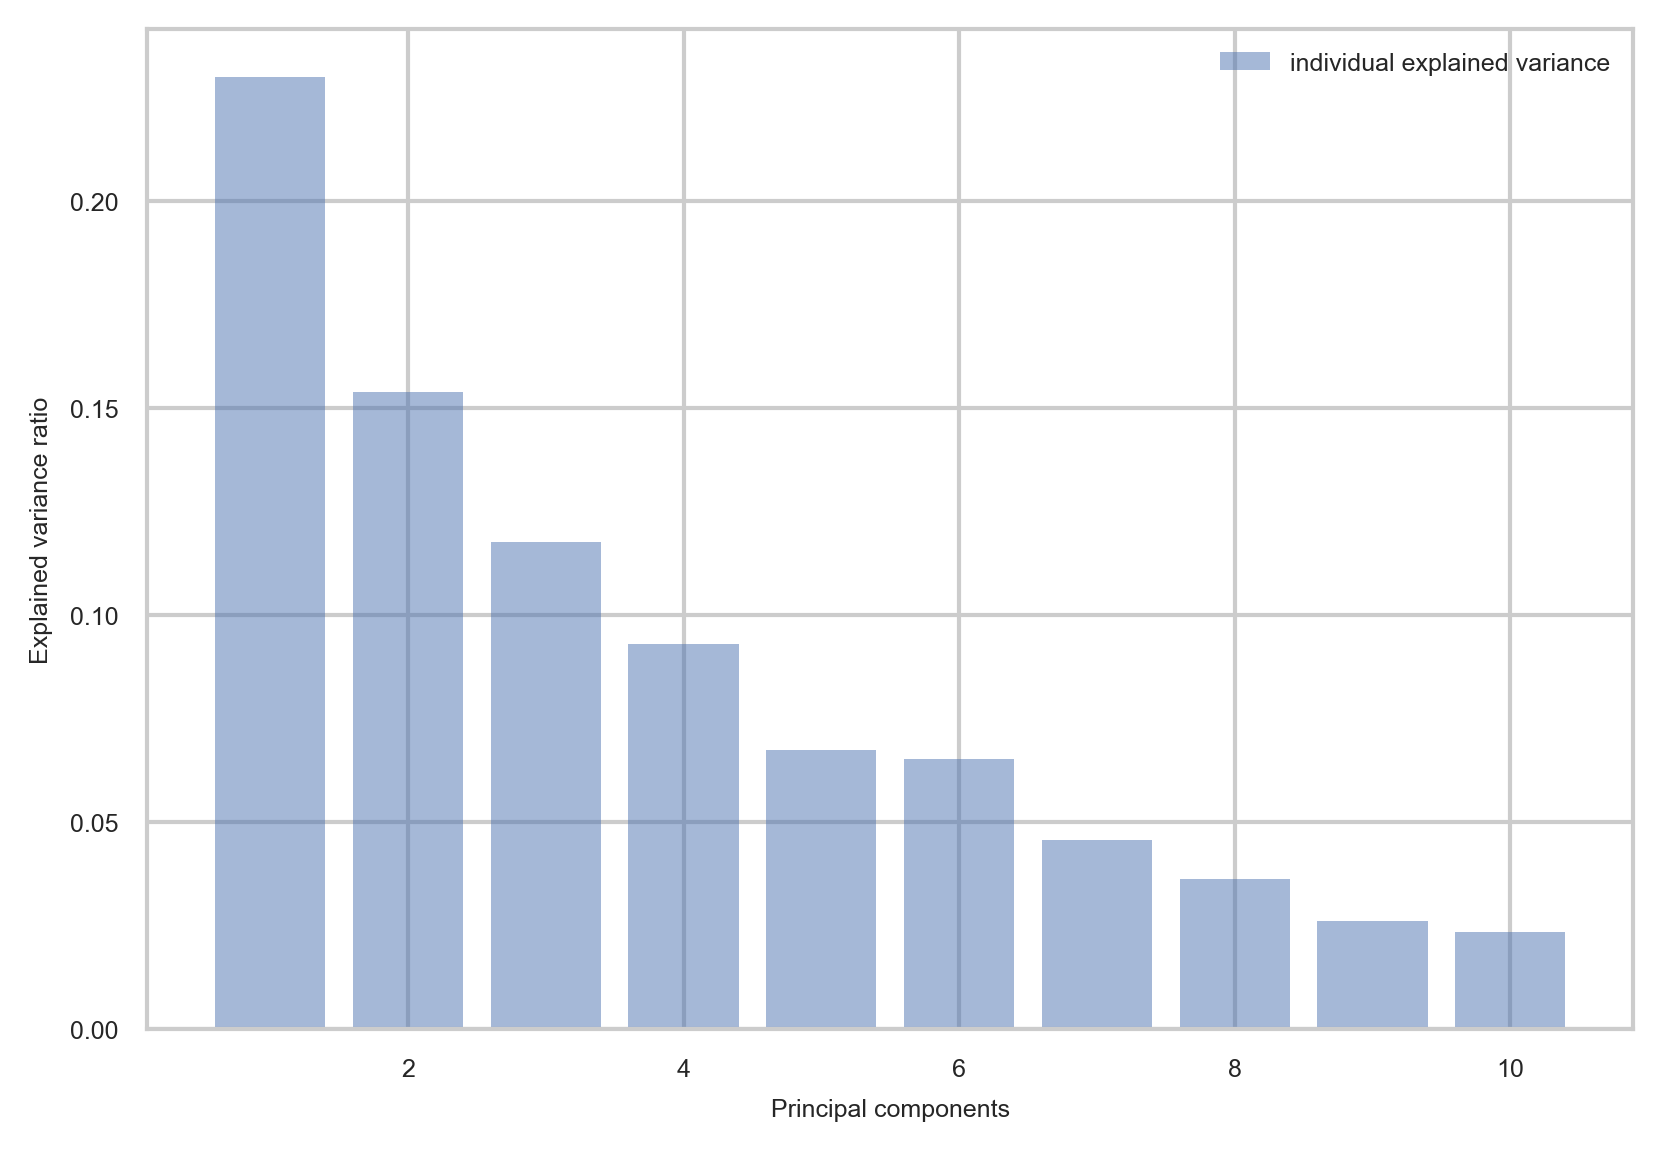 individual explained variance
0.20
0.15
0.10
0.05
0.00
Explained variance ratio
2 4 6 8 10
Principal components